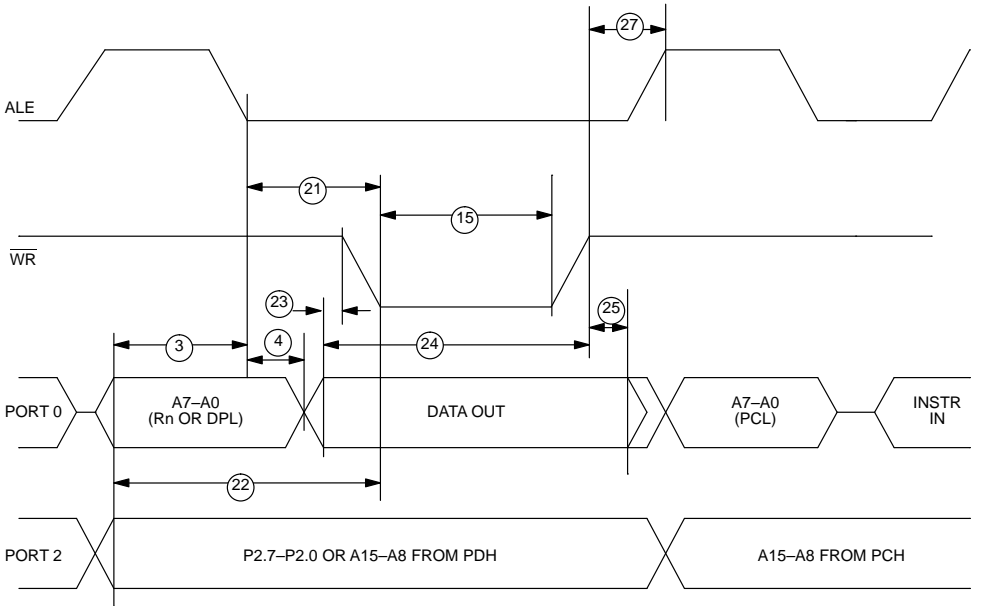 27
ALE
21
15
WR
23
25
4
3
24
PORT 0
A7–A0
(Rn OR DPL)
DATA OUT
A7–A0
(PCL)
INSTR
IN
22
PORT 2
P2.7–P2.0 OR A15–A8 FROM PDH
A15–A8 FROM PCH